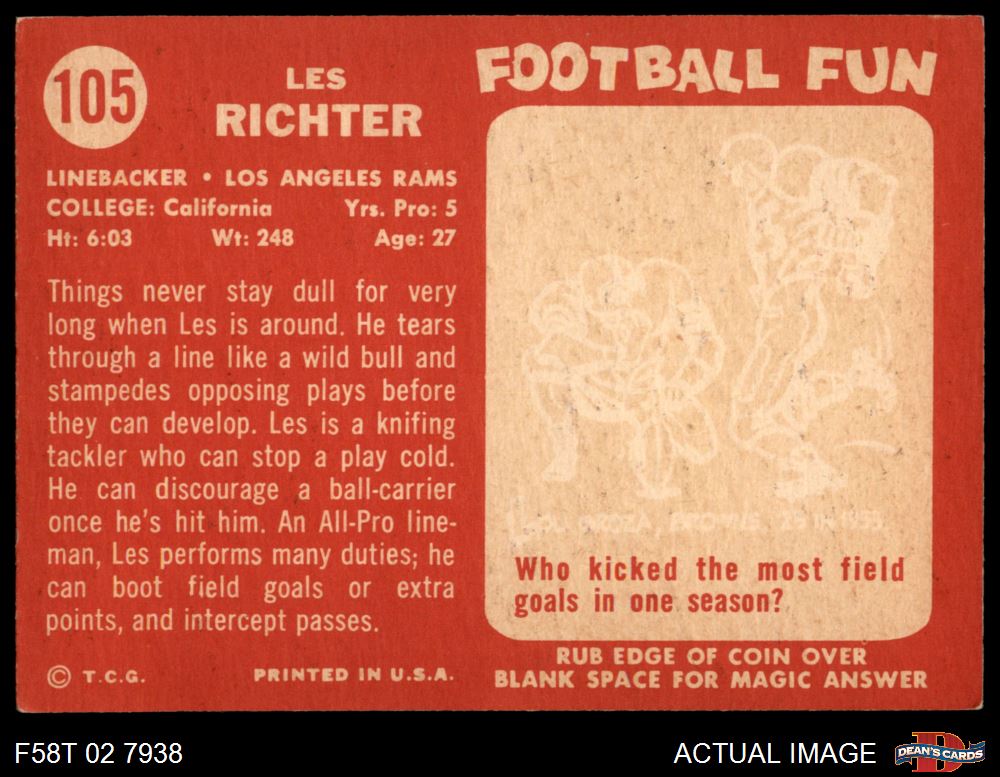 105
LES
RICHTER
LINEBACKER • LOS ANGELES RAMS
COLLEGE: California Yrs. Pro: 5
Ht: 6:03 Wt: 248 Age: 27
Things never stay dull for very
long when Les is around. He tears
through a line like a wild bull and
stampedes opposing plays before
they can develop. Les is a knifing
tackler who can stop a play cold.
He can discourage a ball-carrier
once he's hit him. An All-Pro line-
man, Les performs many duties; he
can boot field goals or extra
points, and intercept passes.
© T.C.G. PRINTED IN U.S.A.
FOOTBALL FUN
GROZA, BROWNS, 23 IN 1953
Who kicked the most field
goals in one season?
RUB EDGE OF COIN OVER
BLANK SPACE FOR MAGIC ANSWER
F58T 02 7938
ACTUAL IMAGE
DEAN'S CARDS